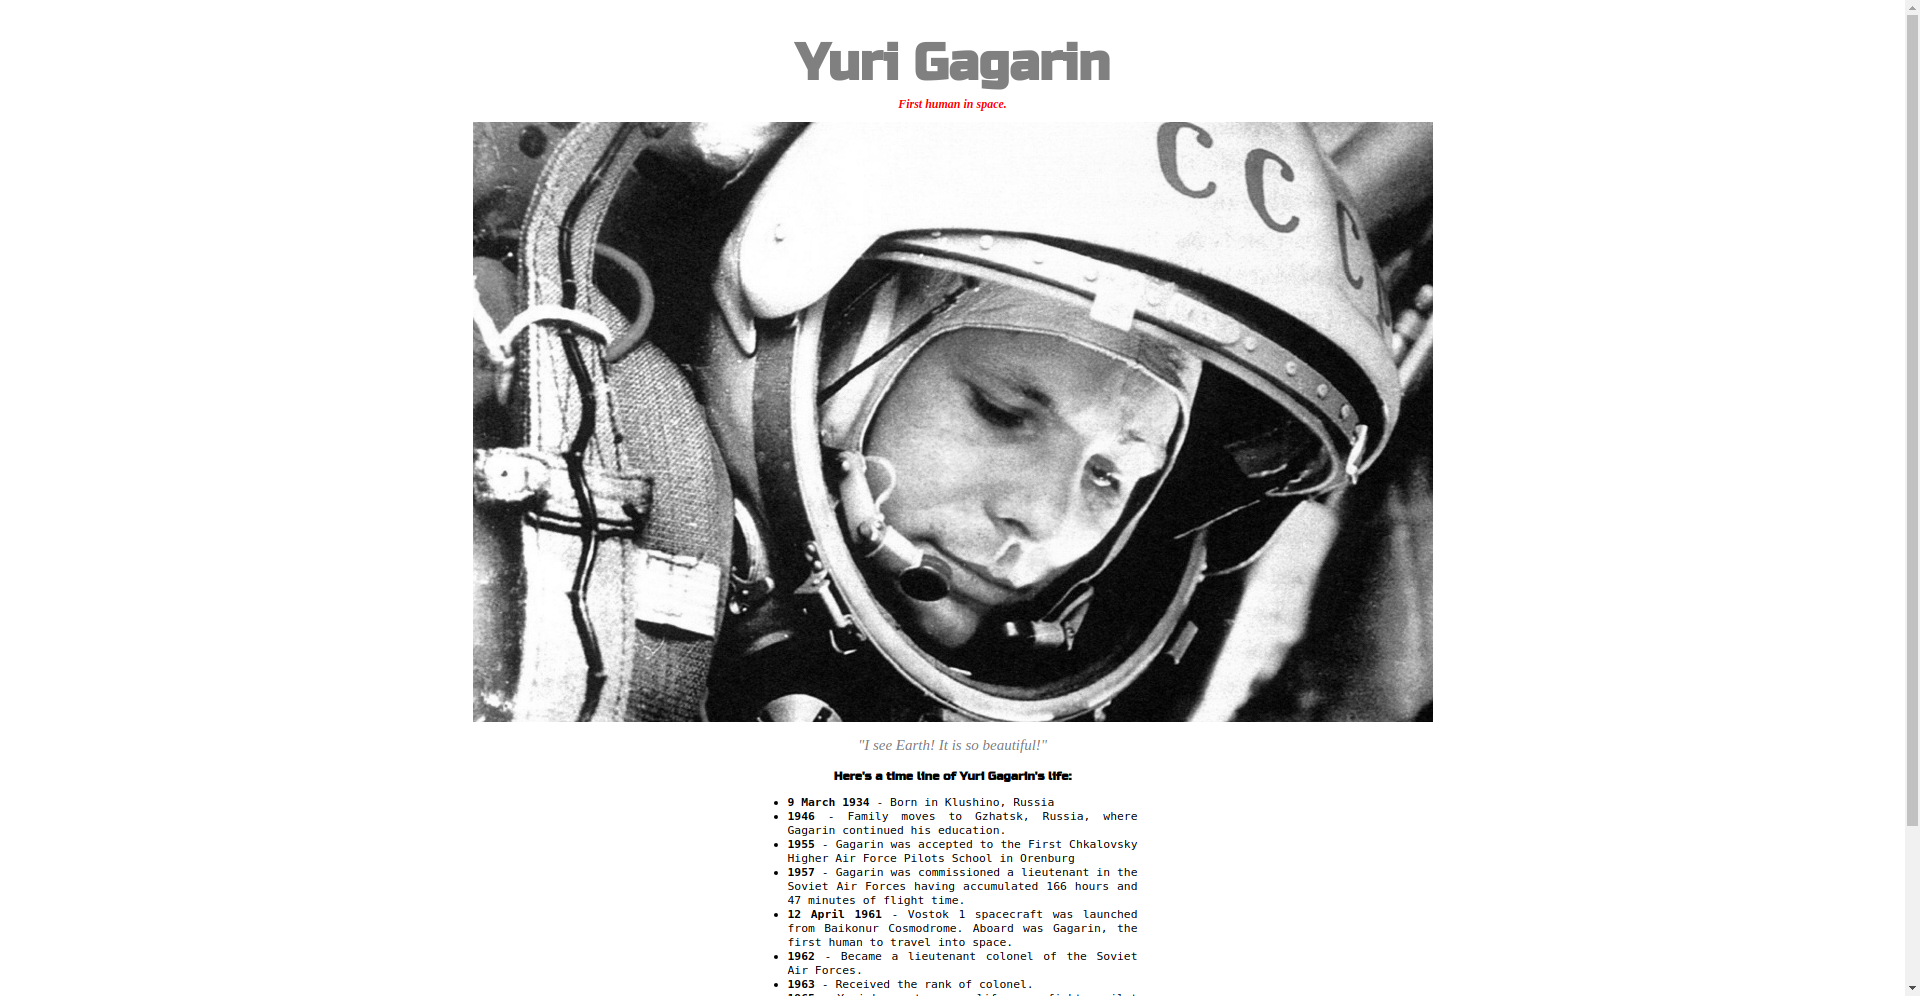 Yuri Gagarin
First human in space.
C C C
"I see Earth! It is so beautiful!"
Here's a time line of Yuri Gagarin's life:
9 March 1934 - Born in Klushino, Russia
1946 - Family moves to Gzhatsk, Russia, where
Gagarin continued his education.
1955 - Gagarin was accepted to the First Chkalovsky
Higher Air Force Pilots School in Orenburg
1957 - Gagarin was commissioned a lieutenant in the
Soviet Air Forces having accumulated 166 hours and
47 minutes of flight time.
12 April 1961 - Vostok 1 spacecraft was launched
from Baikonur Cosmodrome. Aboard was Gagarin, the
first human to travel into space.
1962 - Became a lieutenant colonel of the Soviet
Air Forces.
1963 - Received the rank of colonel.